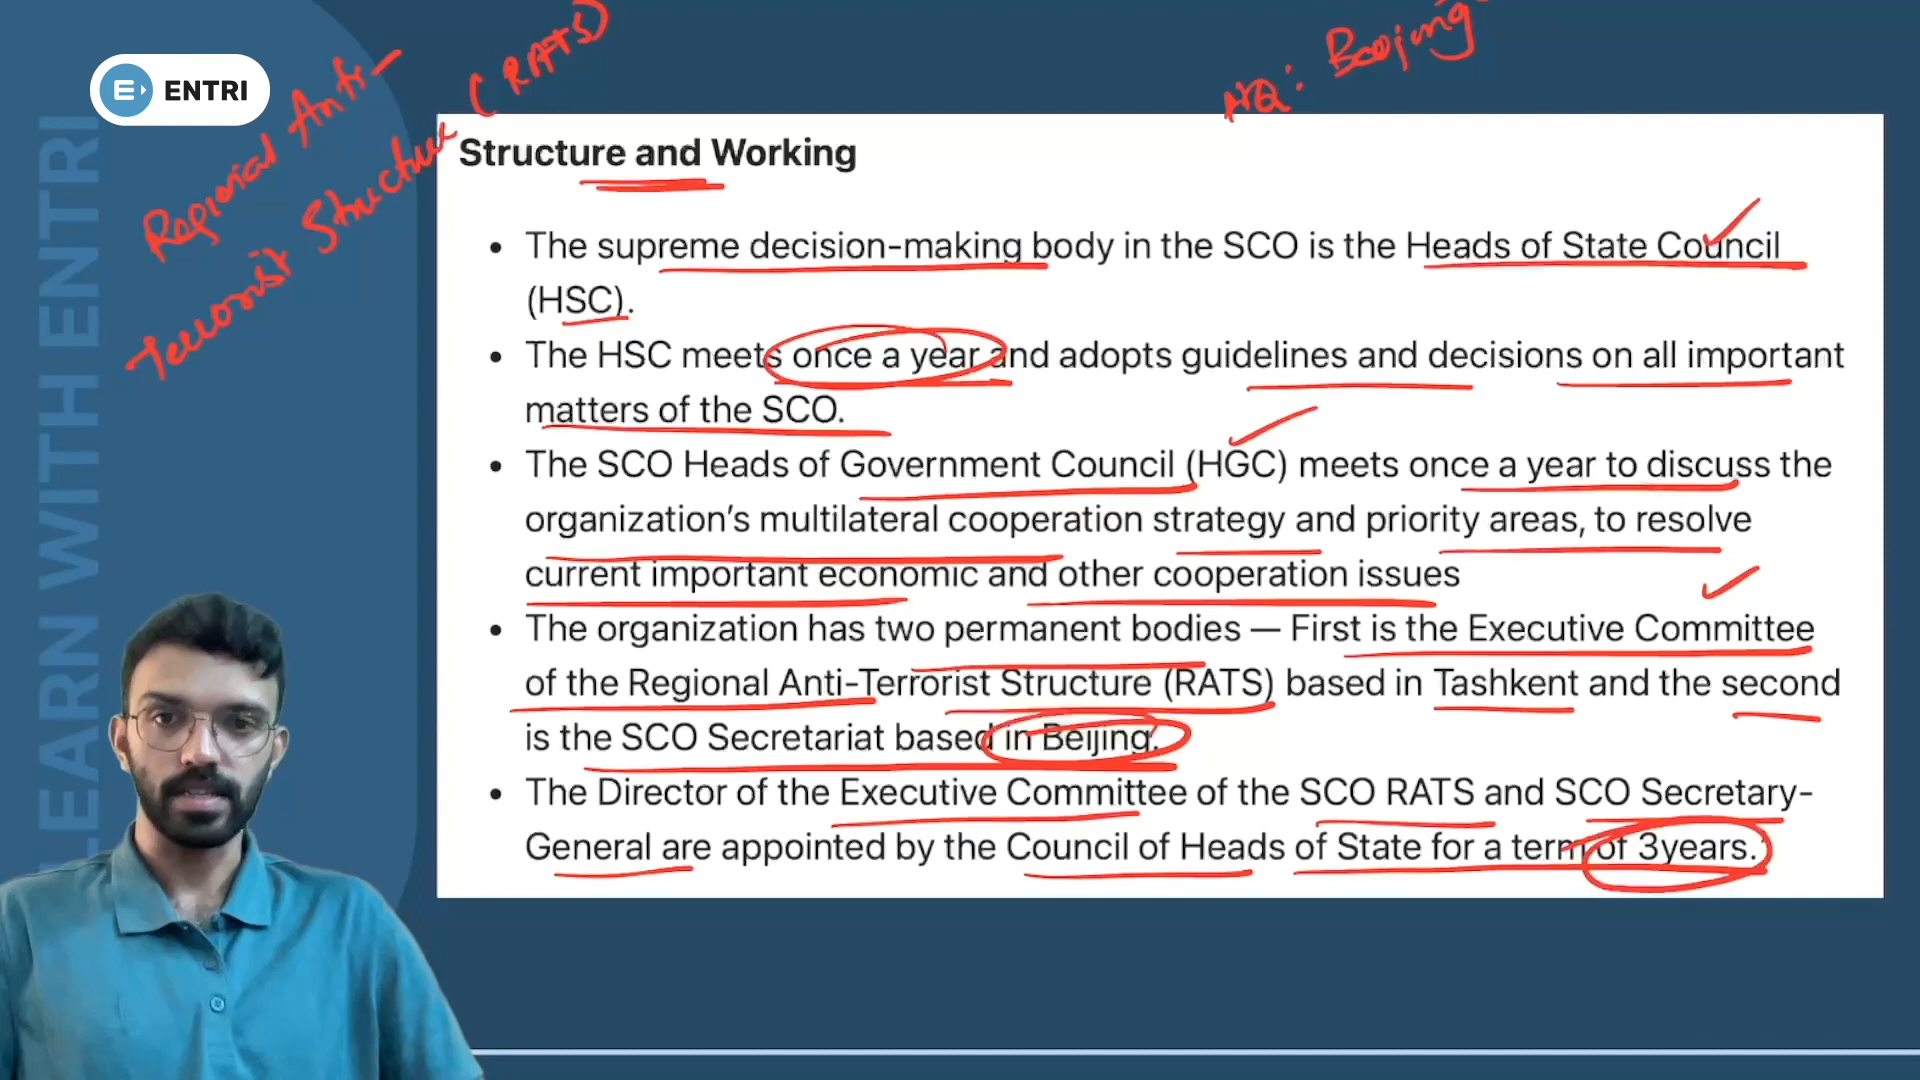 ENTRI
LEARN WITH ENTRI
Regional Anti-
Terrorist Structure (RATS)
HQ: Beijing
Structure and Working
• The supreme decision-making body in the SCO is the Heads of State Council
(HSC).
• The HSC meets once a year and adopts guidelines and decisions on all important
matters of the SCO.
• The SCO Heads of Government Council (HGC) meets once a year to discuss the
organization’s multilateral cooperation strategy and priority areas, to resolve
current important economic and other cooperation issues
• The organization has two permanent bodies — First is the Executive Committee
of the Regional Anti-Terrorist Structure (RATS) based in Tashkent and the second
is the SCO Secretariat based in Beijing.
• The Director of the Executive Committee of the SCO RATS and SCO Secretary-
General are appointed by the Council of Heads of State for a term of 3years.